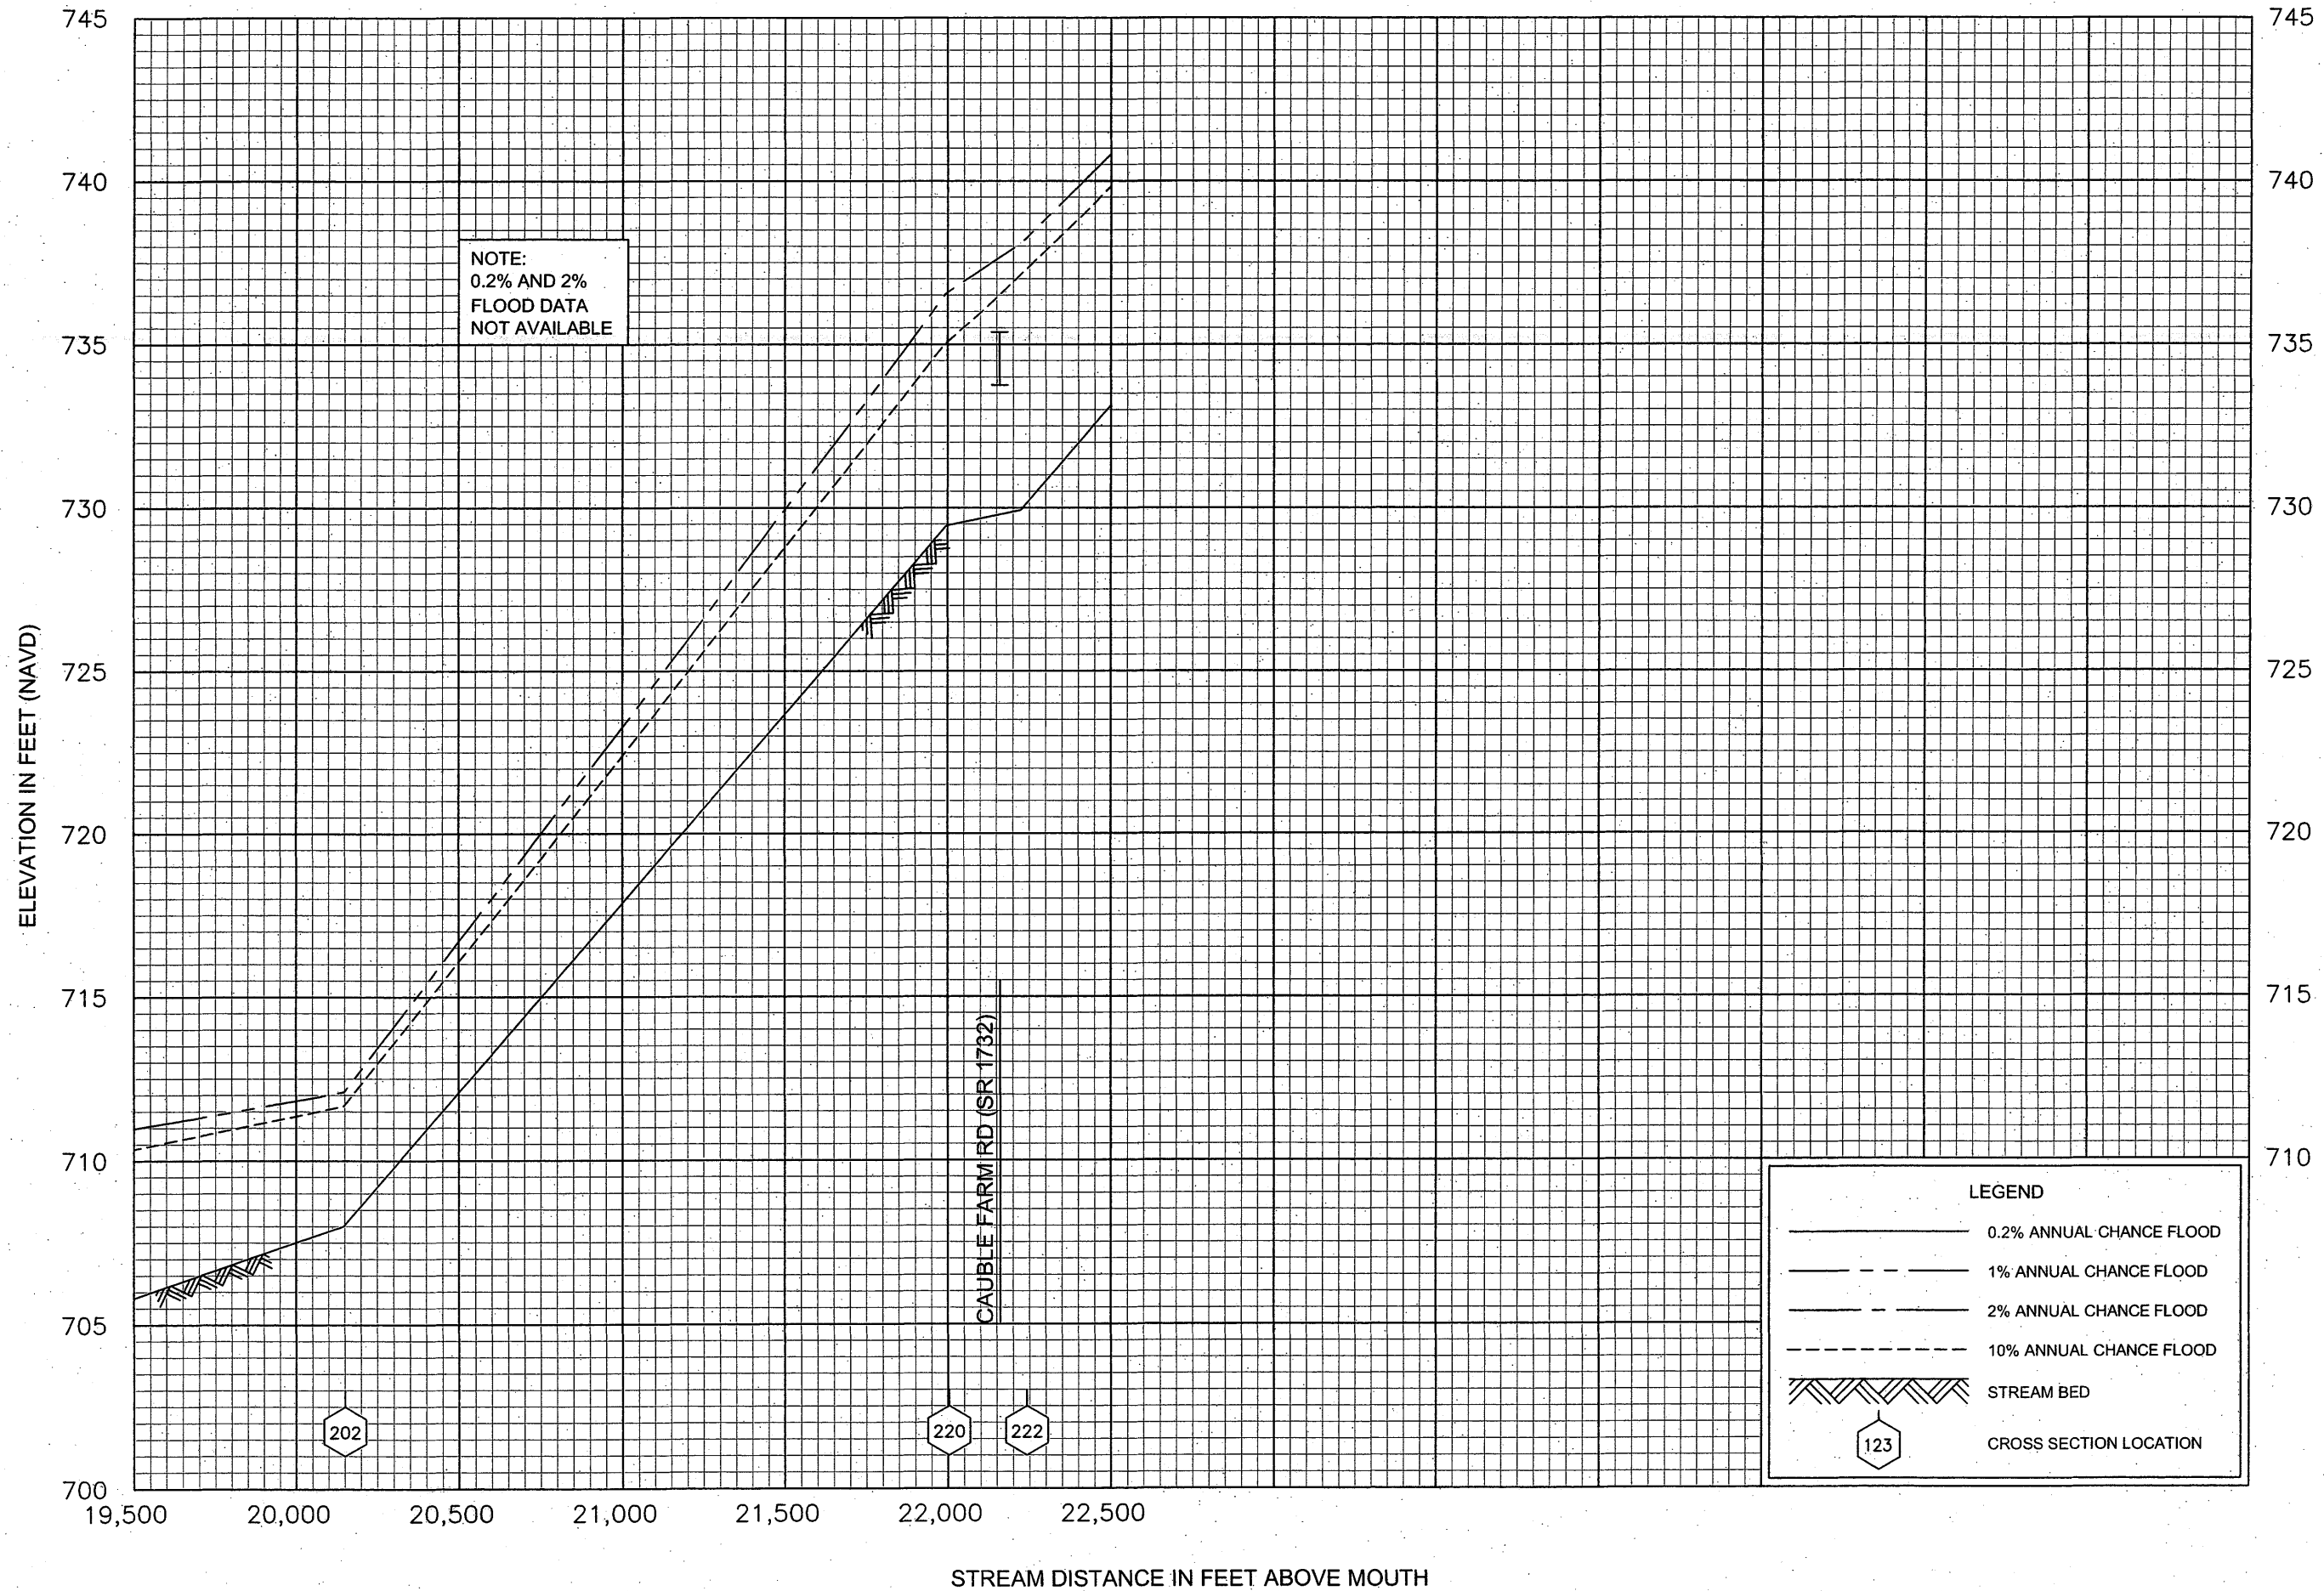 745
740
735
730
725
720
715
710
705
700
ELEVATION IN FEET (NAVD)
NOTE:
0.2% AND 2%
FLOOD DATA
NOT AVAILABLE
CAUBLE FARM RD (SR 1732)
202
220
222
745
740
735
730
725
720
715
710
LEGEND
0.2% ANNUAL CHANCE FLOOD
1% ANNUAL CHANCE FLOOD
2% ANNUAL CHANCE FLOOD
10% ANNUAL CHANCE FLOOD
STREAM BED
123
CROSS SECTION LOCATION
19,500
20,000
20,500
21,000
21,500
22,000
22,500
STREAM DISTANCE IN FEET ABOVE MOUTH